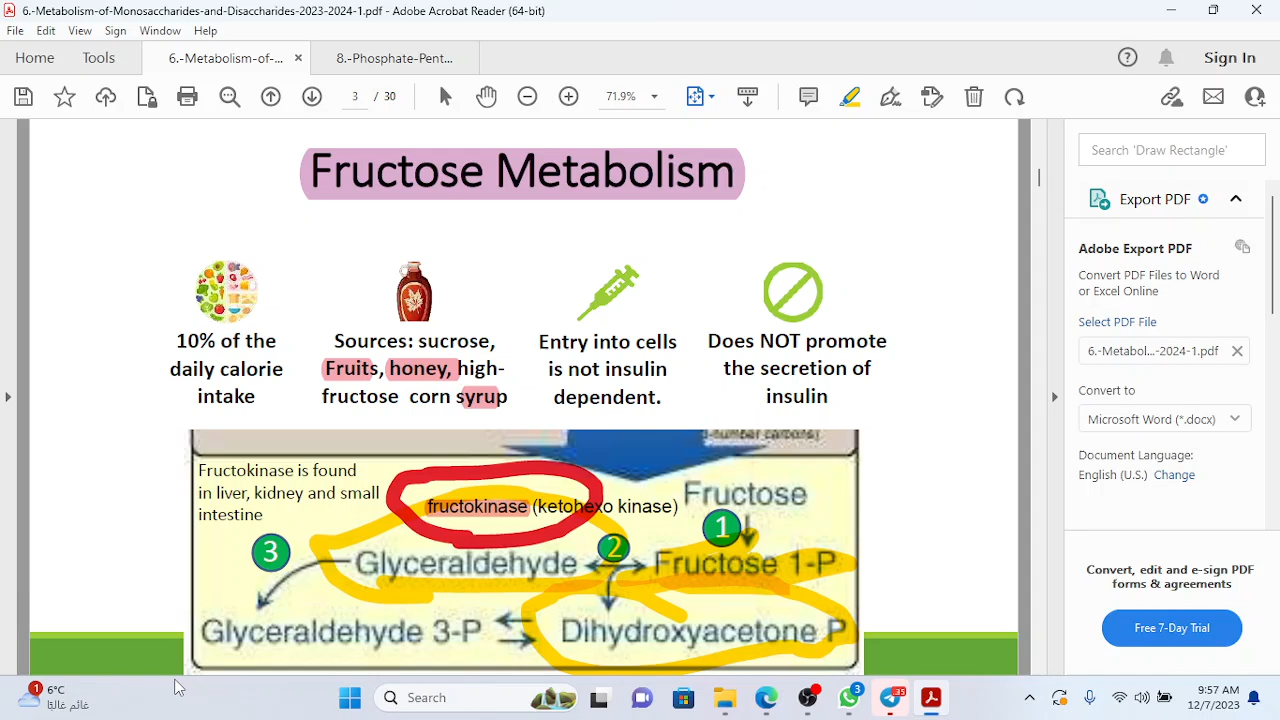 6.-Metabolism-of-Monosaccharides-and-Disaccharides-2023-2024-1.pdf - Adobe Acrobat Reader (64-bit)
File Edit View Sign Window Help
Home Tools 6.-Metabolism-of-... 8.-Phosphate-Pent... Sign In
3 / 30 71.9%
Fructose Metabolism
10% of the
daily calorie
intake
Sources: sucrose,
Fruits, honey, high-
fructose corn syrup
Entry into cells
is not insulin
dependent.
Does NOT promote
the secretion of
insulin
-number carbons)
Fructokinase is found
in liver, kidney and small
intestine
fructokinase (ketohexo kinase)
Fructose
1
3
Glyceraldehyde
2
Fructose 1-P
Glyceraldehyde 3-P
Dihydroxyacetone P
Search 'Draw Rectangle'
Export PDF
Adobe Export PDF
Convert PDF Files to Word
or Excel Online
Select PDF File
6.-Metabol...-2024-1.pdf
Convert to
Microsoft Word (*.docx)
Document Language:
English (U.S.) Change
Convert, edit and e-sign PDF
forms & agreements
Free 7-Day Trial
1
6°C
غائم غالبًا
Search
3
35
9:57 AM
12/7/2023